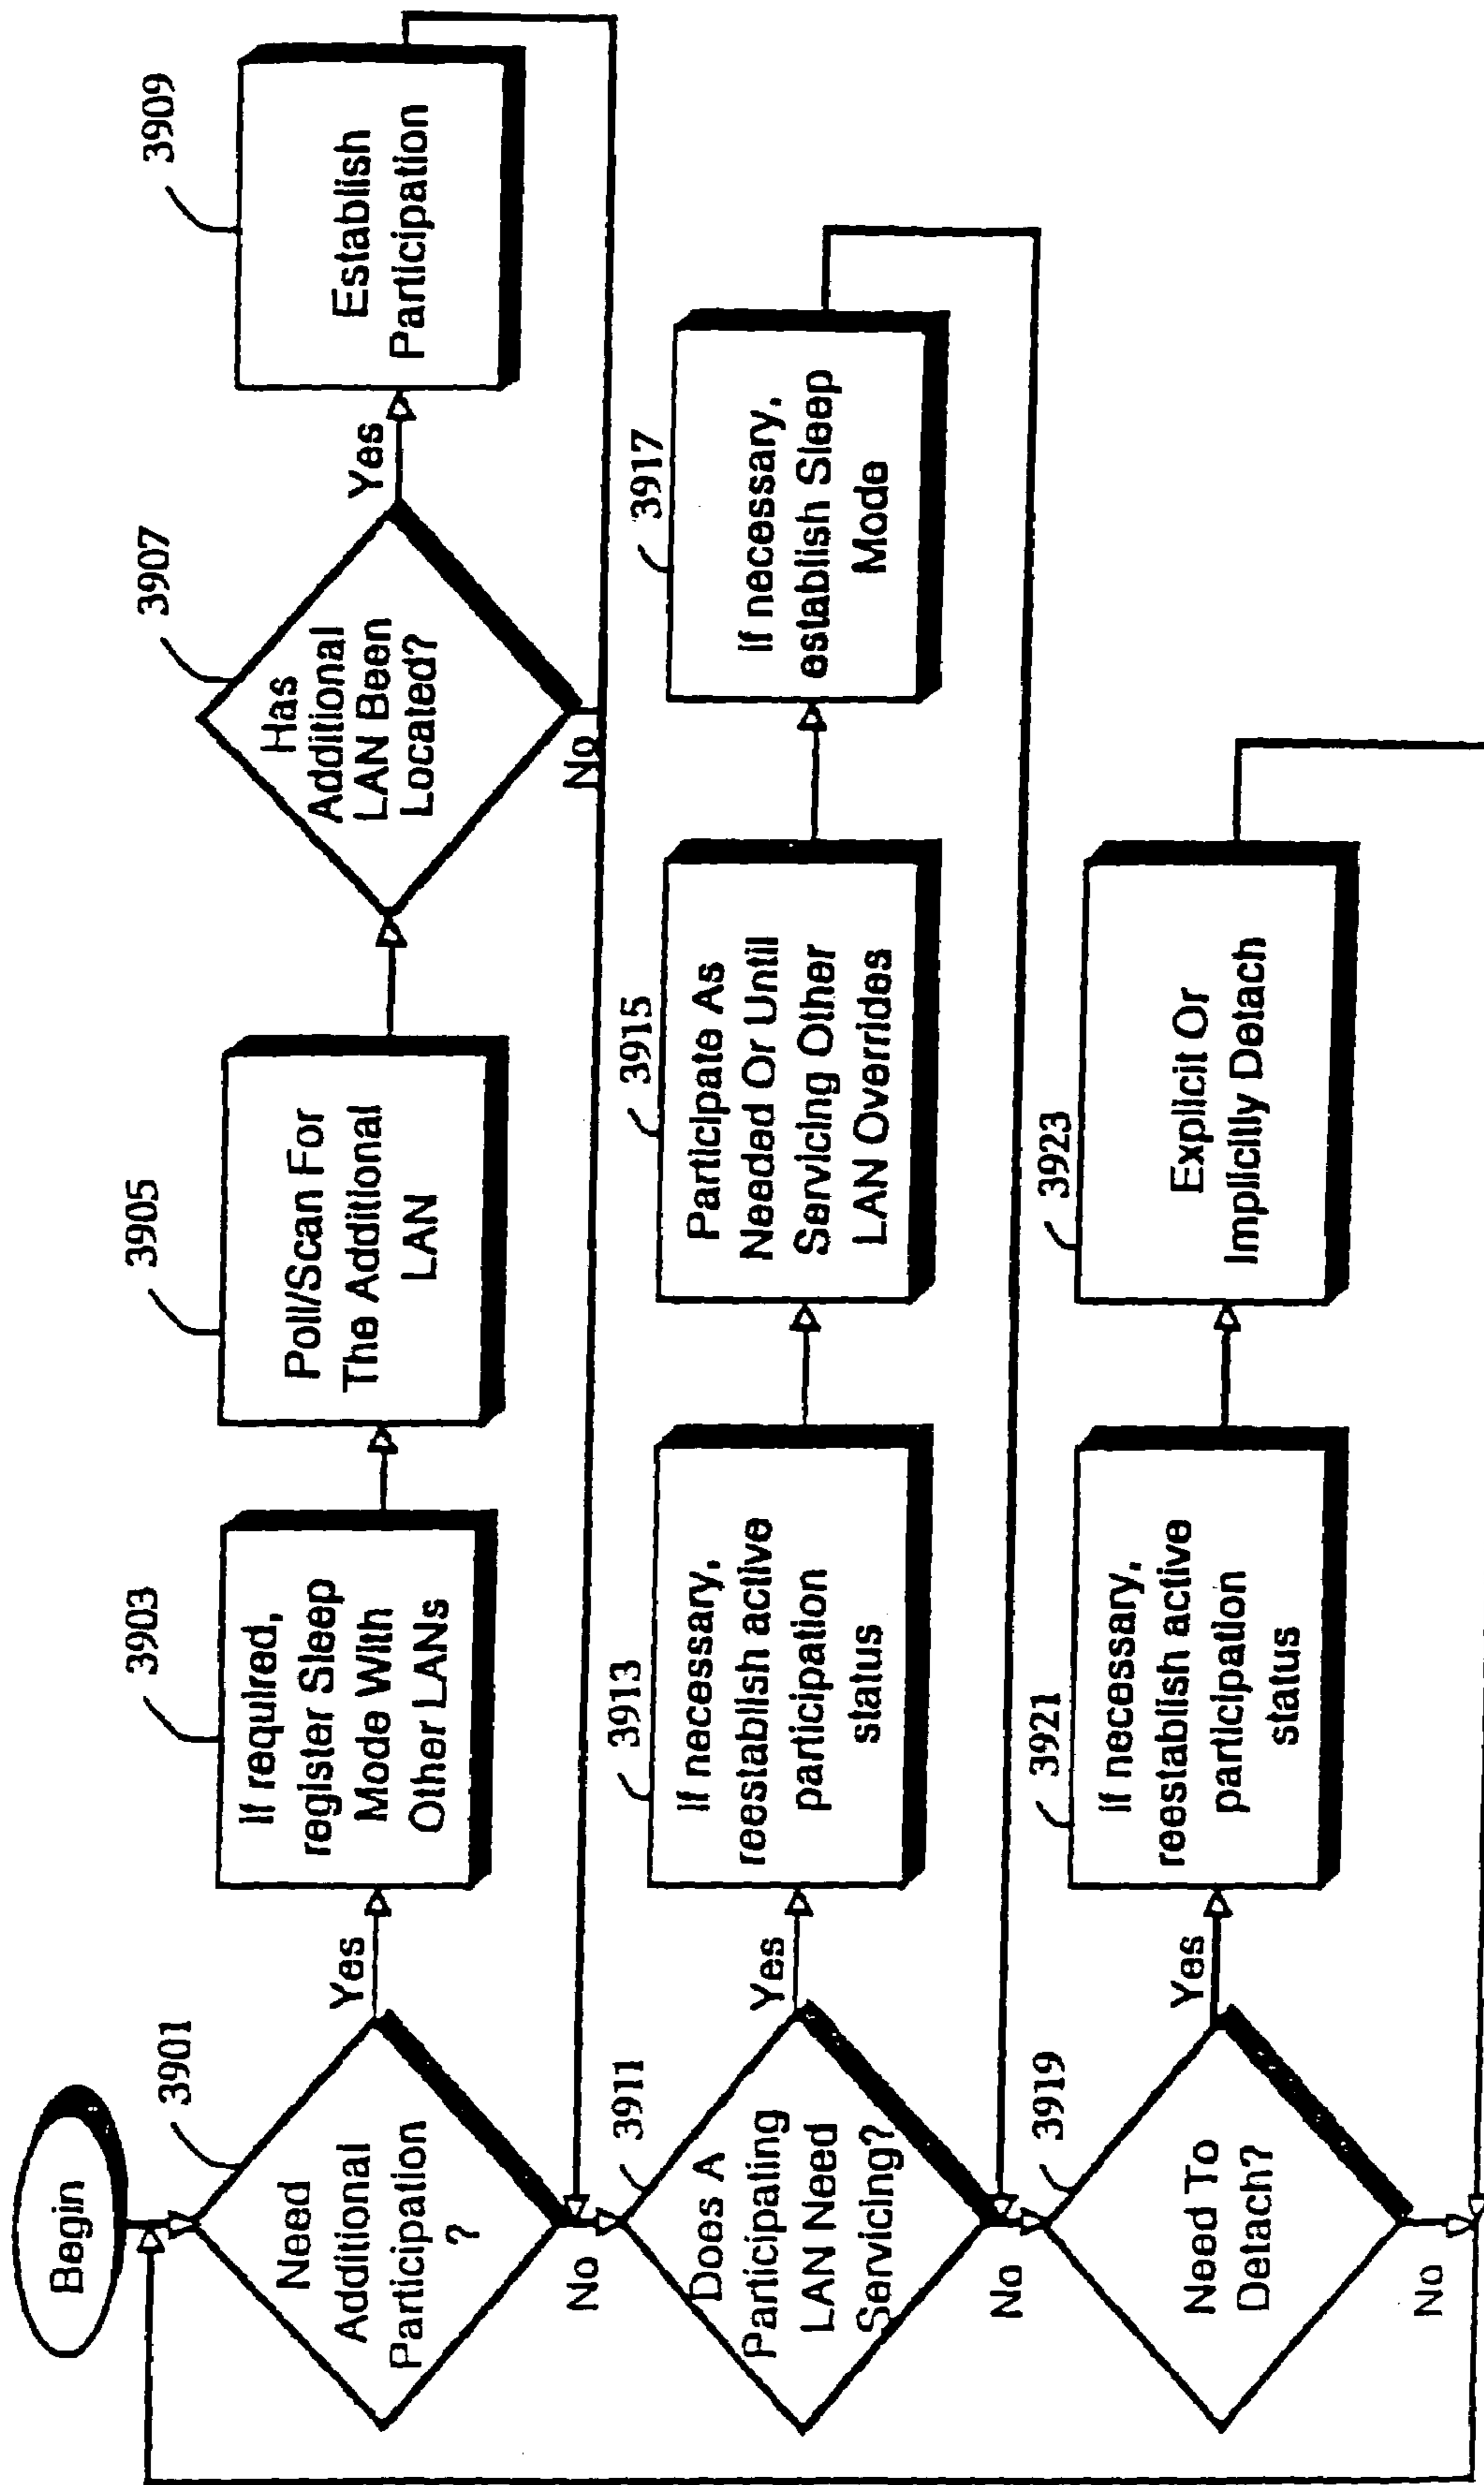 Begin
3901
Need
Additional
Participation
?
Yes
No
3903
If required,
register Sleep
Mode With
Other LANs
3905
Poll/Scan For
The Additional
LAN
3907
Has
Additional
LAN Been
Located?
Yes
No
3909
Establish
Participation
3911
Does A
Participating
LAN Need
Servicing?
Yes
No
3913
If necessary,
reestablish active
participation
status
3915
Participate As
Needed Or Until
Servicing Other
LAN Overrides
3917
If necessary,
establish Sleep
Mode
3919
Need To
Detach?
Yes
No
3921
If necessary,
reestablish active
participation
status
3923
Explicit Or
Implicitly Detach